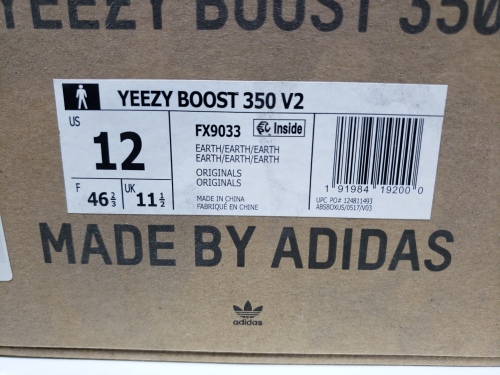 YEEZY BOOST 350
YEEZY BOOST 350 V2
US
12
F
46 2/3
UK
11 1/2
FX9033
Inside
EARTH/EARTH/EARTH
EARTH/EARTH/EARTH
ORIGINALS
ORIGINALS
MADE IN CHINA
FABRIQUÉ EN CHINE
1 91984 19200 0
UPC PO# 124811493
MADE BY ADIDAS
adidas